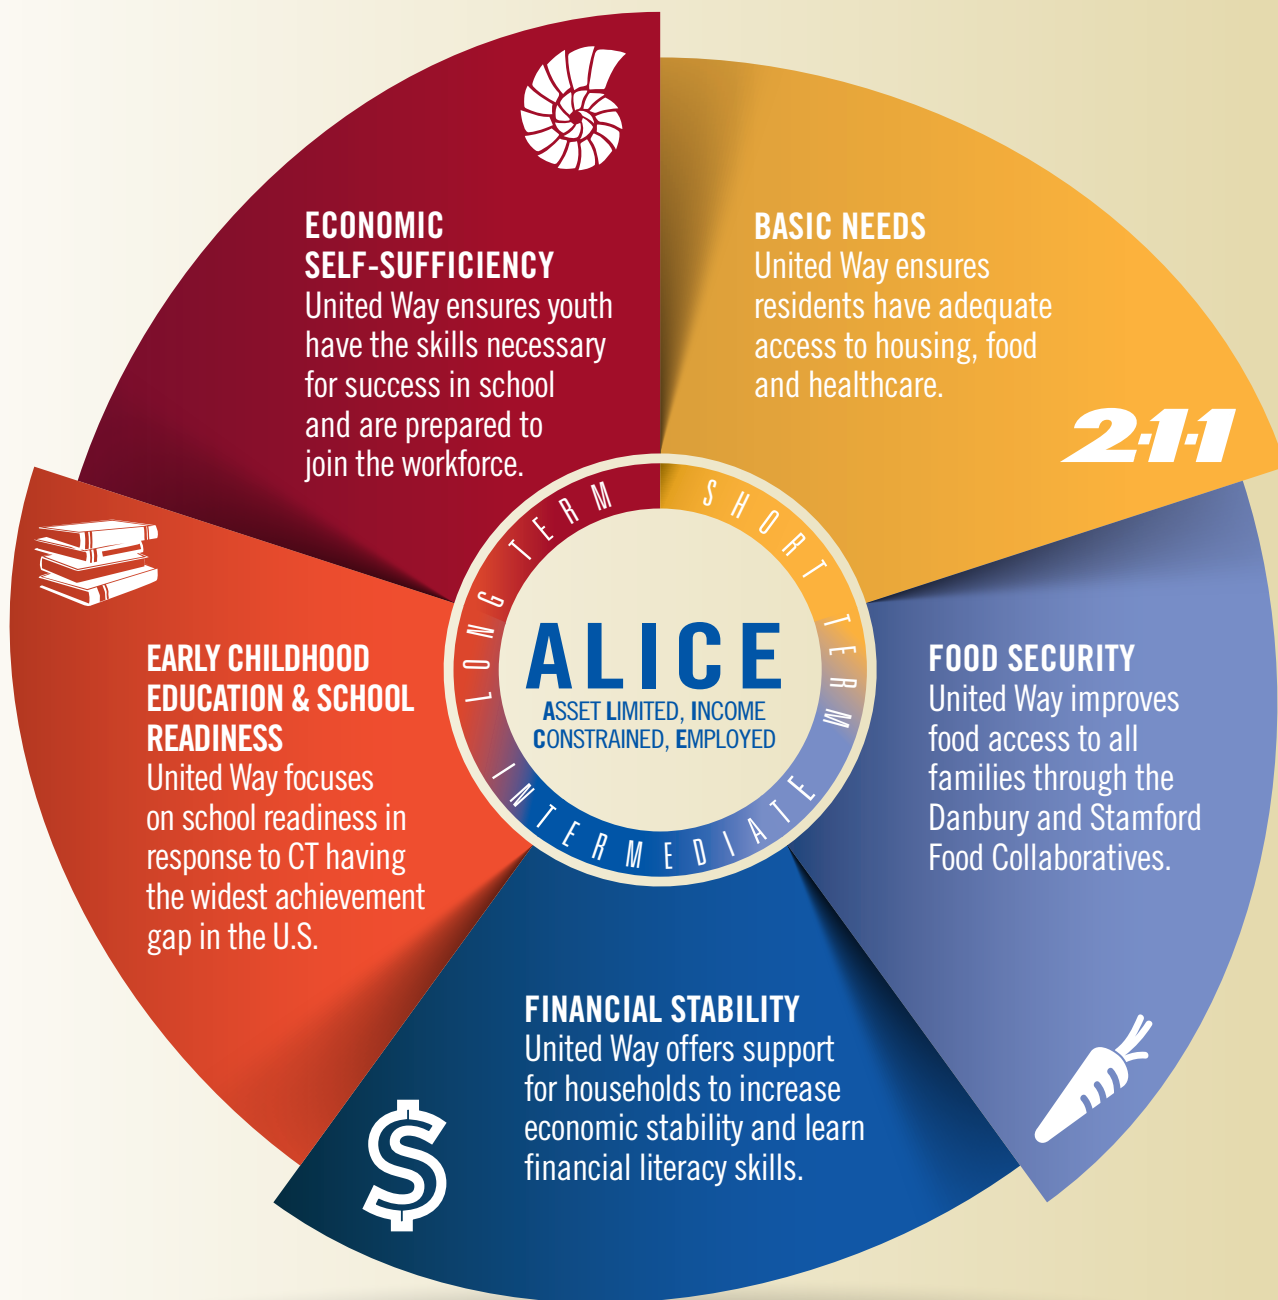 ECONOMIC
SELF-SUFFICIENCY
United Way ensures youth
have the skills necessary
for success in school
and are prepared to
join the workforce.
BASIC NEEDS
United Way ensures
residents have adequate
access to housing, food
and healthcare.
2-1-1
SHORT TERM
INTERMEDIATE
LONG TERM
ALICE
ASSET LIMITED, INCOME
CONSTRAINED, EMPLOYED
EARLY CHILDHOOD
EDUCATION & SCHOOL
READINESS
United Way focuses
on school readiness in
response to CT having
the widest achievement
gap in the U.S.
FOOD SECURITY
United Way improves
food access to all
families through the
Danbury and Stamford
Food Collaboratives.
FINANCIAL STABILITY
United Way offers support
for households to increase
economic stability and learn
financial literacy skills.
$